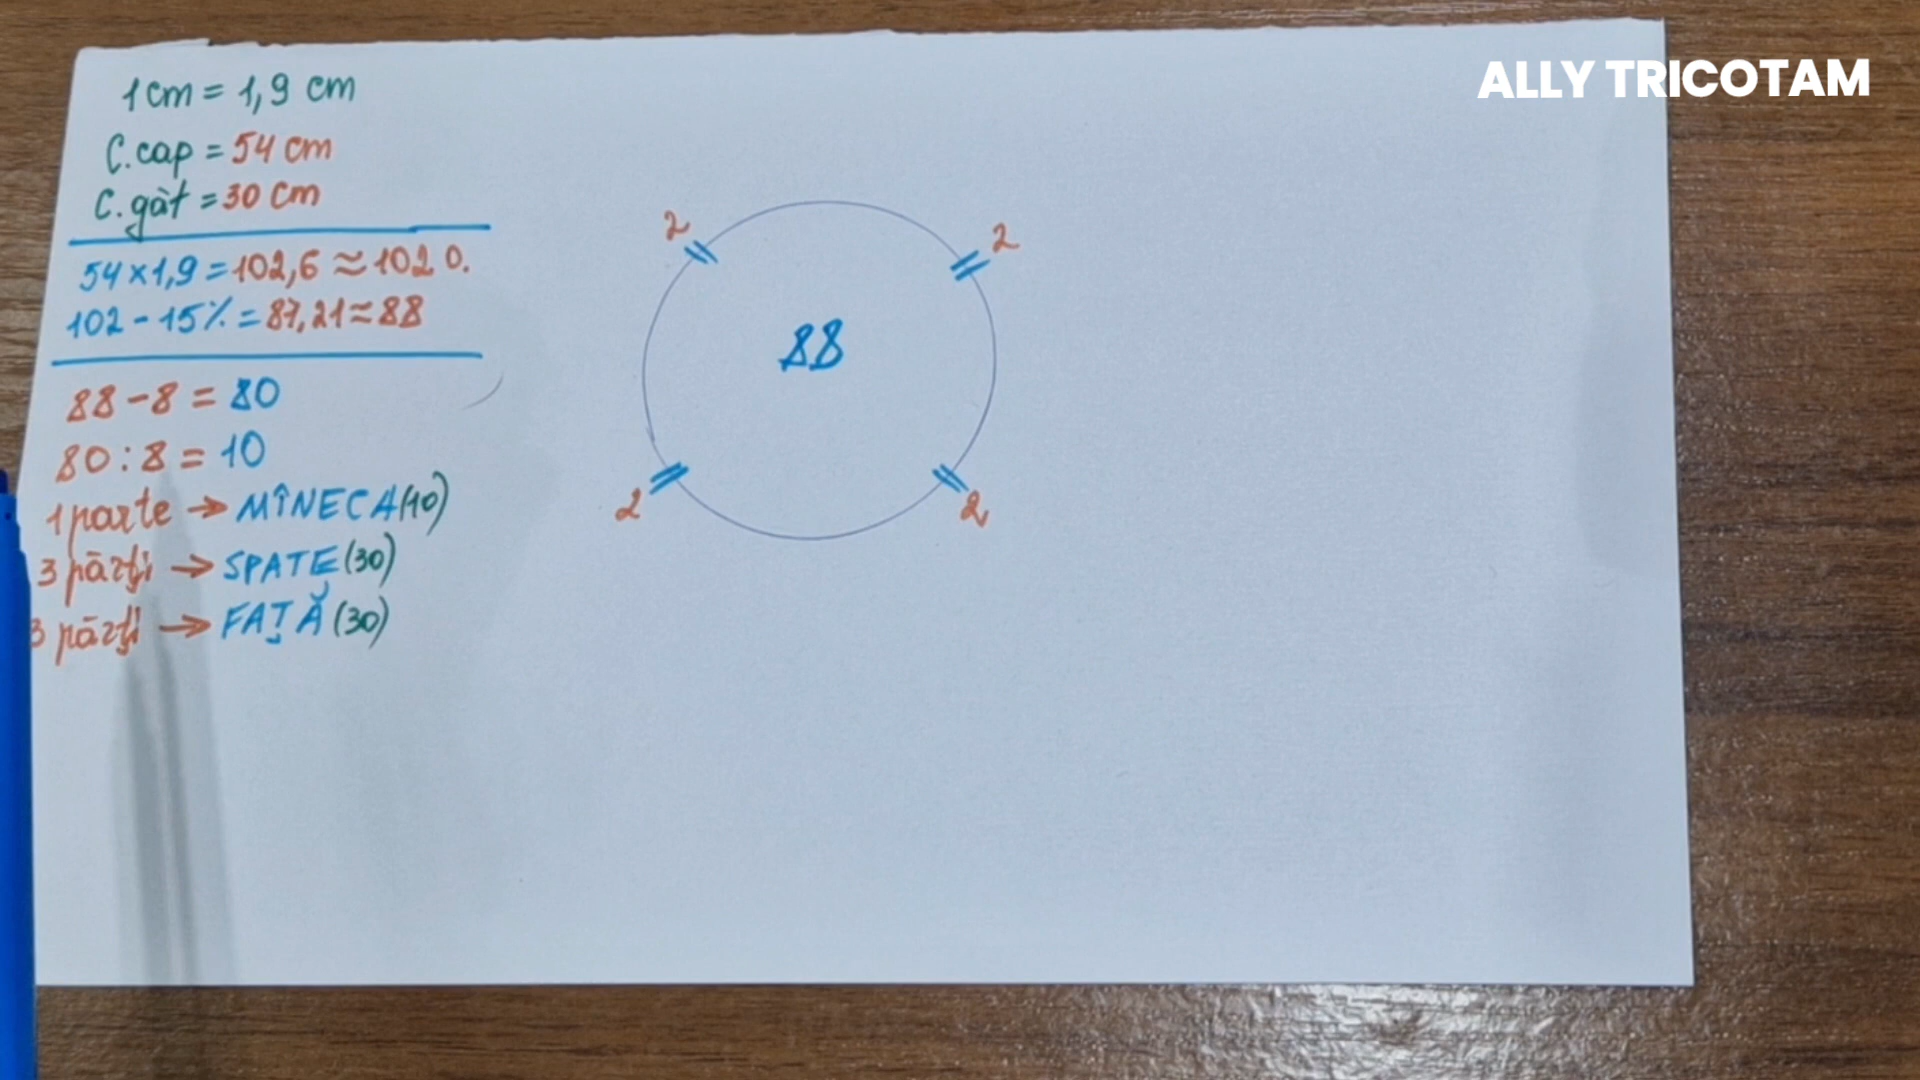 ALLY TRICOTAM
1 cm = 1,9 cm
C.cap = 54 cm
C.gât = 30 cm
54 x 1,9 = 102,6 ≈ 102 O.
102 - 15% = 87,21 ≈ 88
88 - 8 = 80
80 : 8 = 10
1 parte → MÎNECA (10)
3 părți → SPATE (30)
3 părți → FAȚĂ (30)
2
2
88
2
2